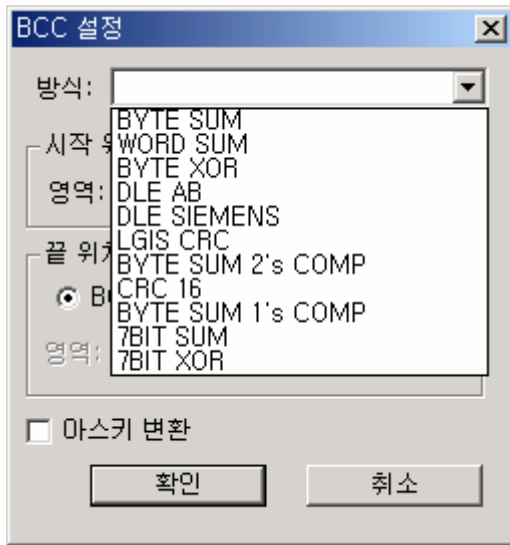 BCC 설정
방식:
BYTE SUM
시작
WORD SUM
BYTE XOR
영역:
DLE AB
DLE SIEMENS
LGIS CRC
끝
BYTE SUM 2's COMP
CRC 16
BYTE SUM 1's COMP
7BIT SUM
영역:
7BIT XOR
아스키 변환
확인
취소